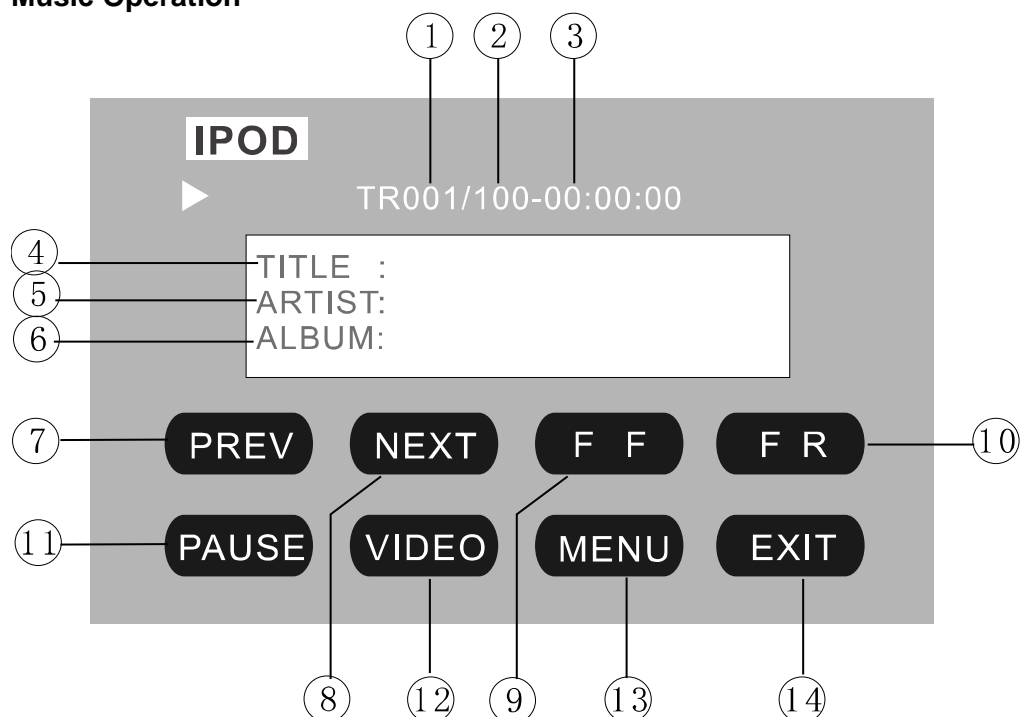 Music Operation
① ② ③
IPOD
TR001/100-00:00:00
④ TITLE :
⑤ ARTIST:
⑥ ALBUM:
⑦ PREV NEXT F F F R ⑩
⑪ PAUSE VIDEO MENU EXIT
⑧ ⑫ ⑨ ⑬ ⑭